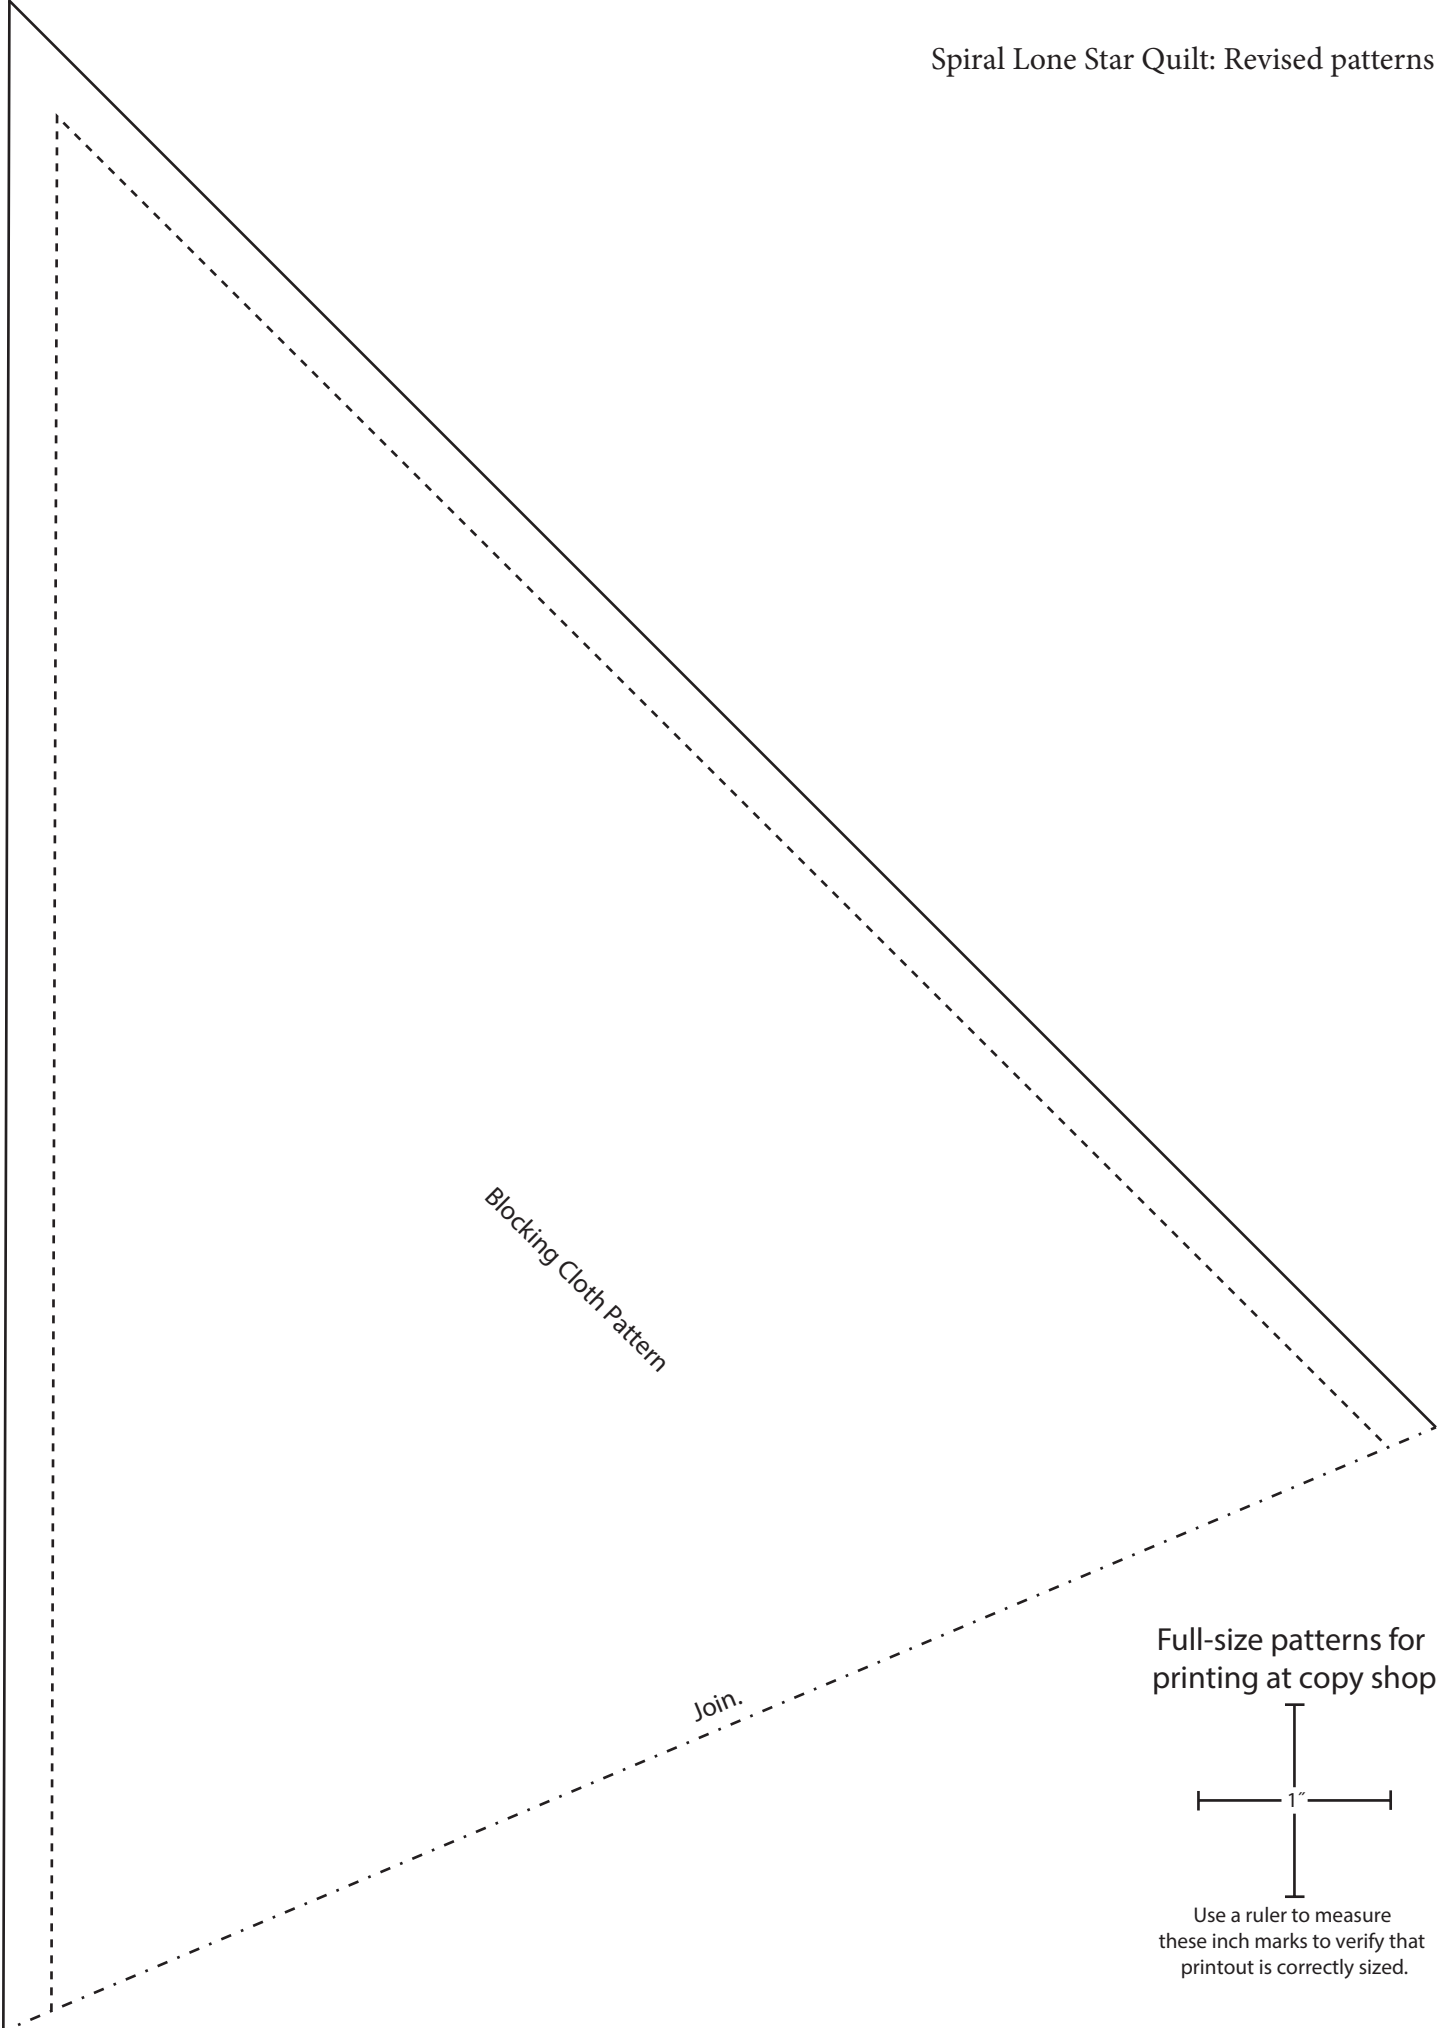 Spiral Lone Star Quilt: Revised patterns
Blocking Cloth Pattern
Join.
Full-size patterns for
printing at copy shop
1″
Use a ruler to measure
these inch marks to verify that
printout is correctly sized.